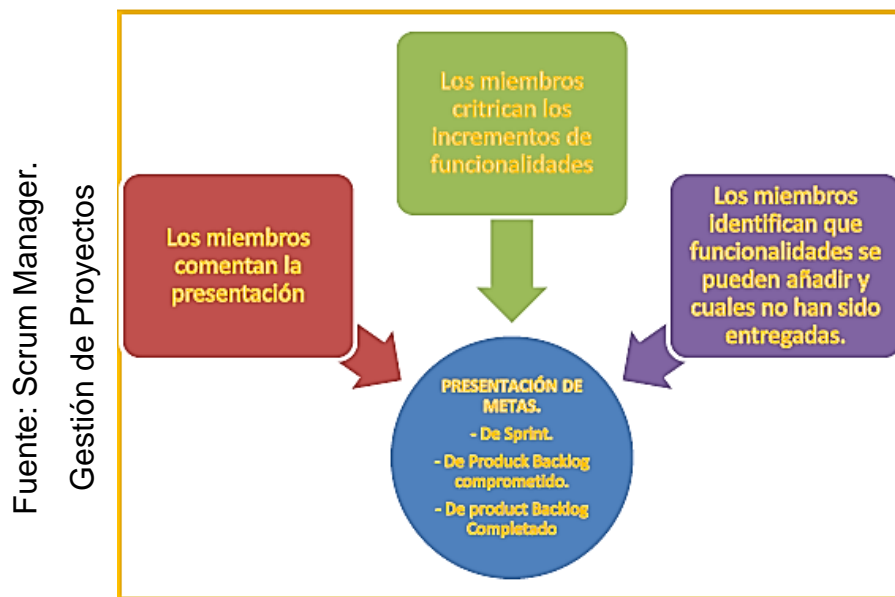 Fuente: Scrum Manager.
Gestión de Proyectos
Los miembros
comentan la
presentación
Los miembros
critrican los
incrementos de
funcionalidades
Los miembros
identifican que
funcionalidades se
pueden añadir y
cuales no han sido
entregadas.
PRESENTACIÓN DE
METAS.
- De Sprint.
- De Produck Backlog
comprometido.
- De product Backlog
Completado